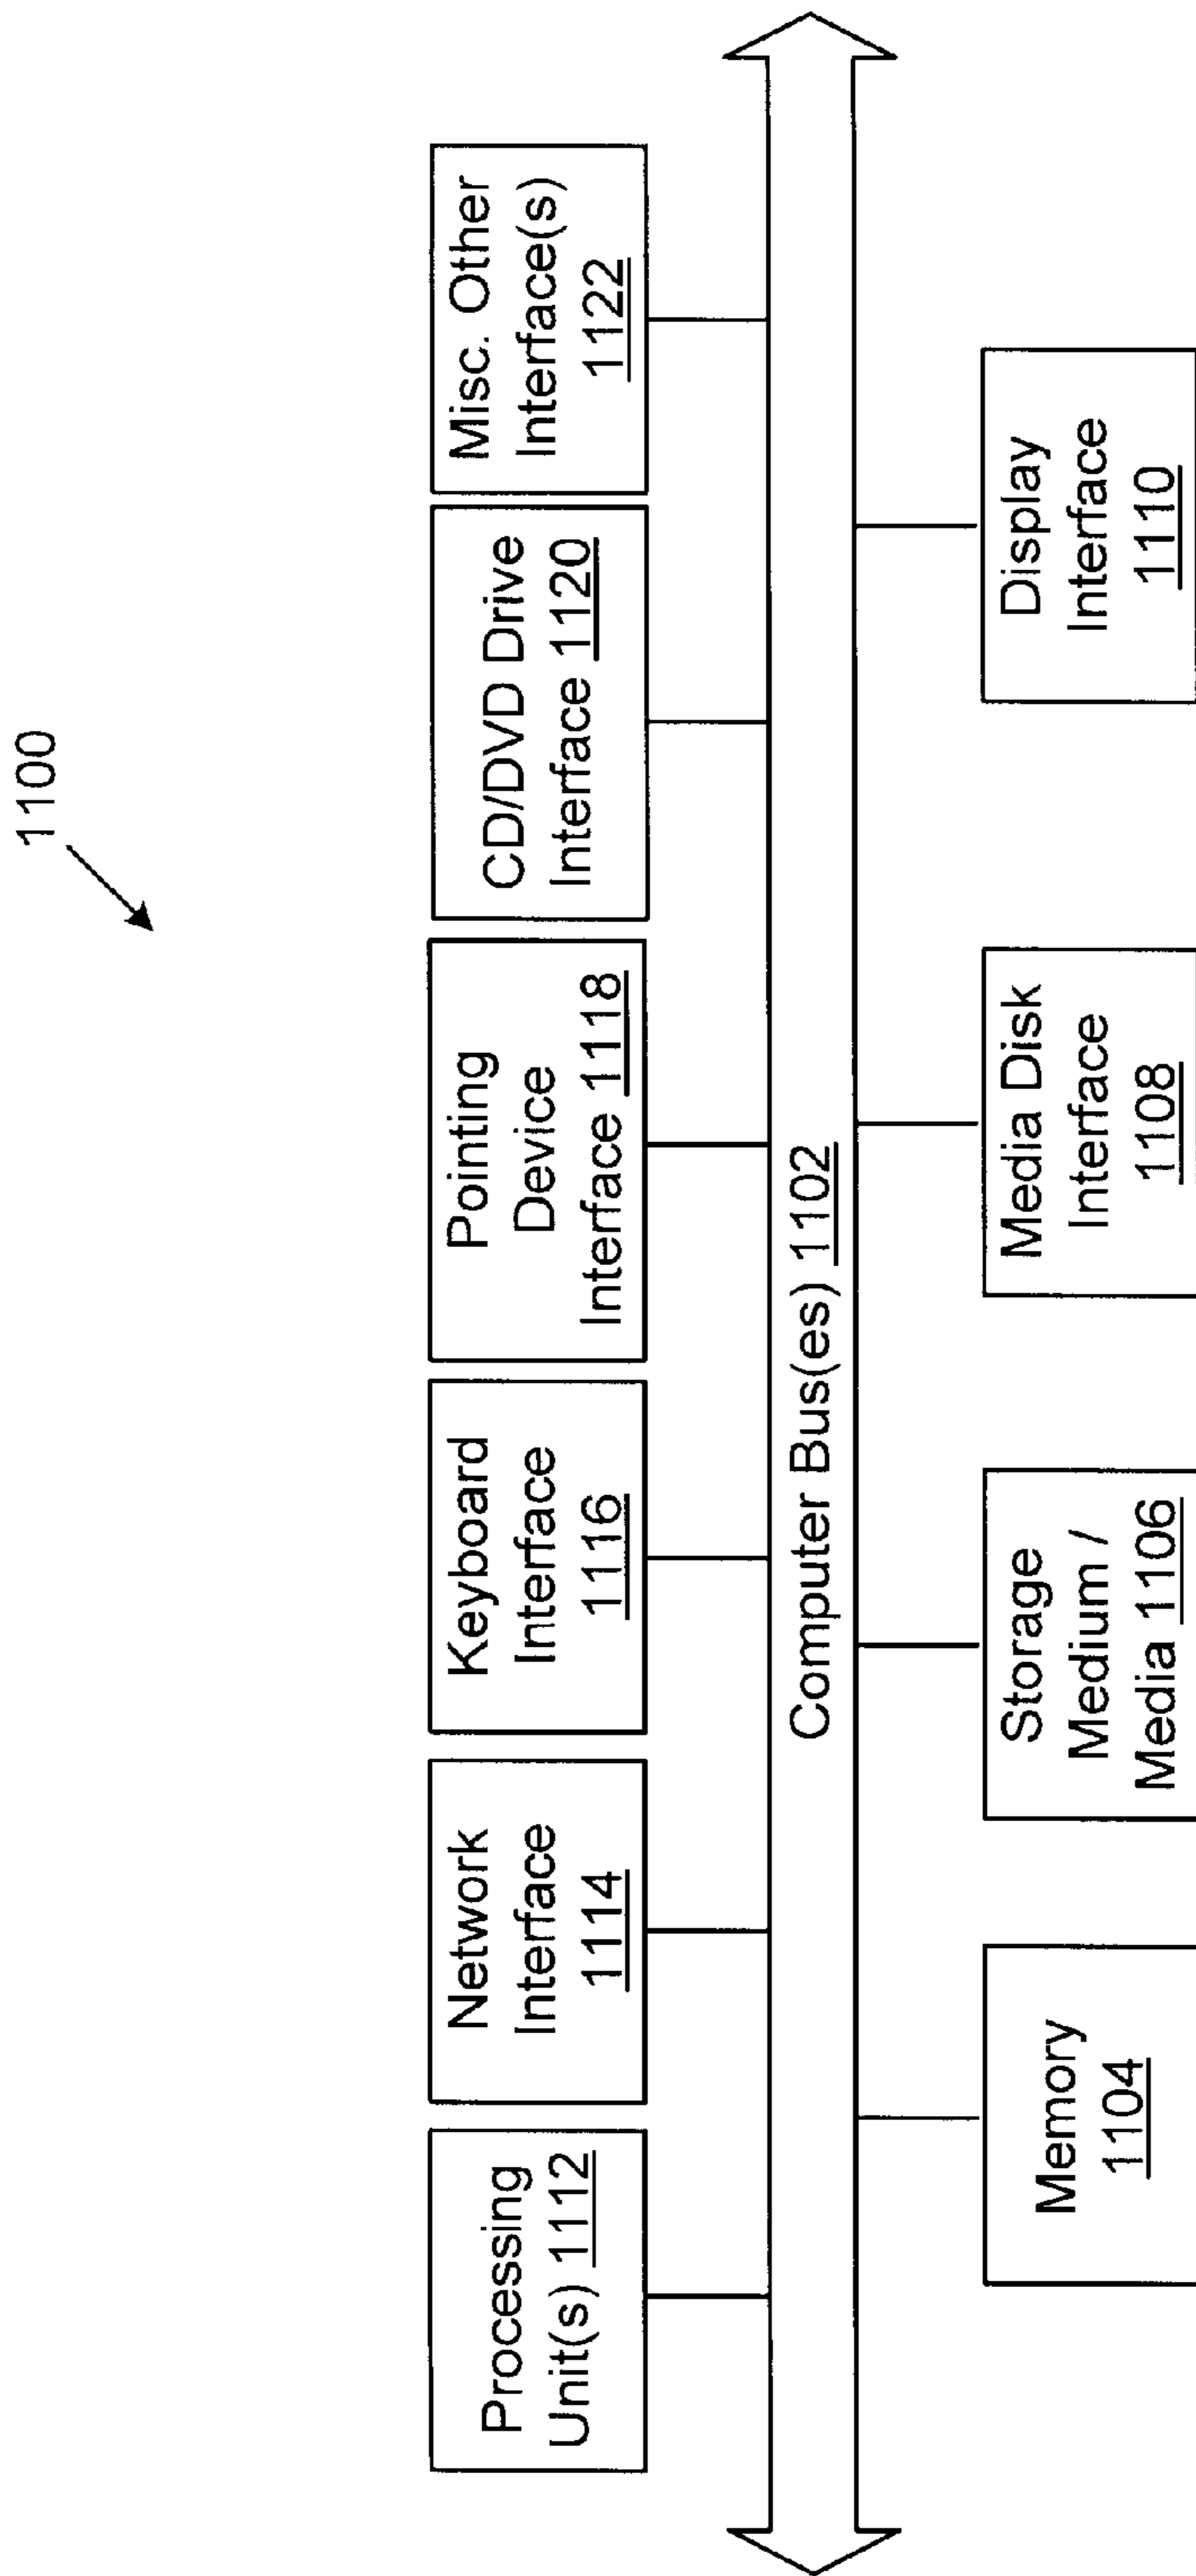 1100
Processing
Unit(s) 1112
Network
Interface
1114
Keyboard
Interface
1116
Pointing
Device
Interface 1118
CD/DVD Drive
Interface 1120
Misc. Other
Interface(s)
1122
Computer Bus(es) 1102
Memory
1104
Storage
Medium /
Media 1106
Media Disk
Interface
1108
Display
Interface
1110